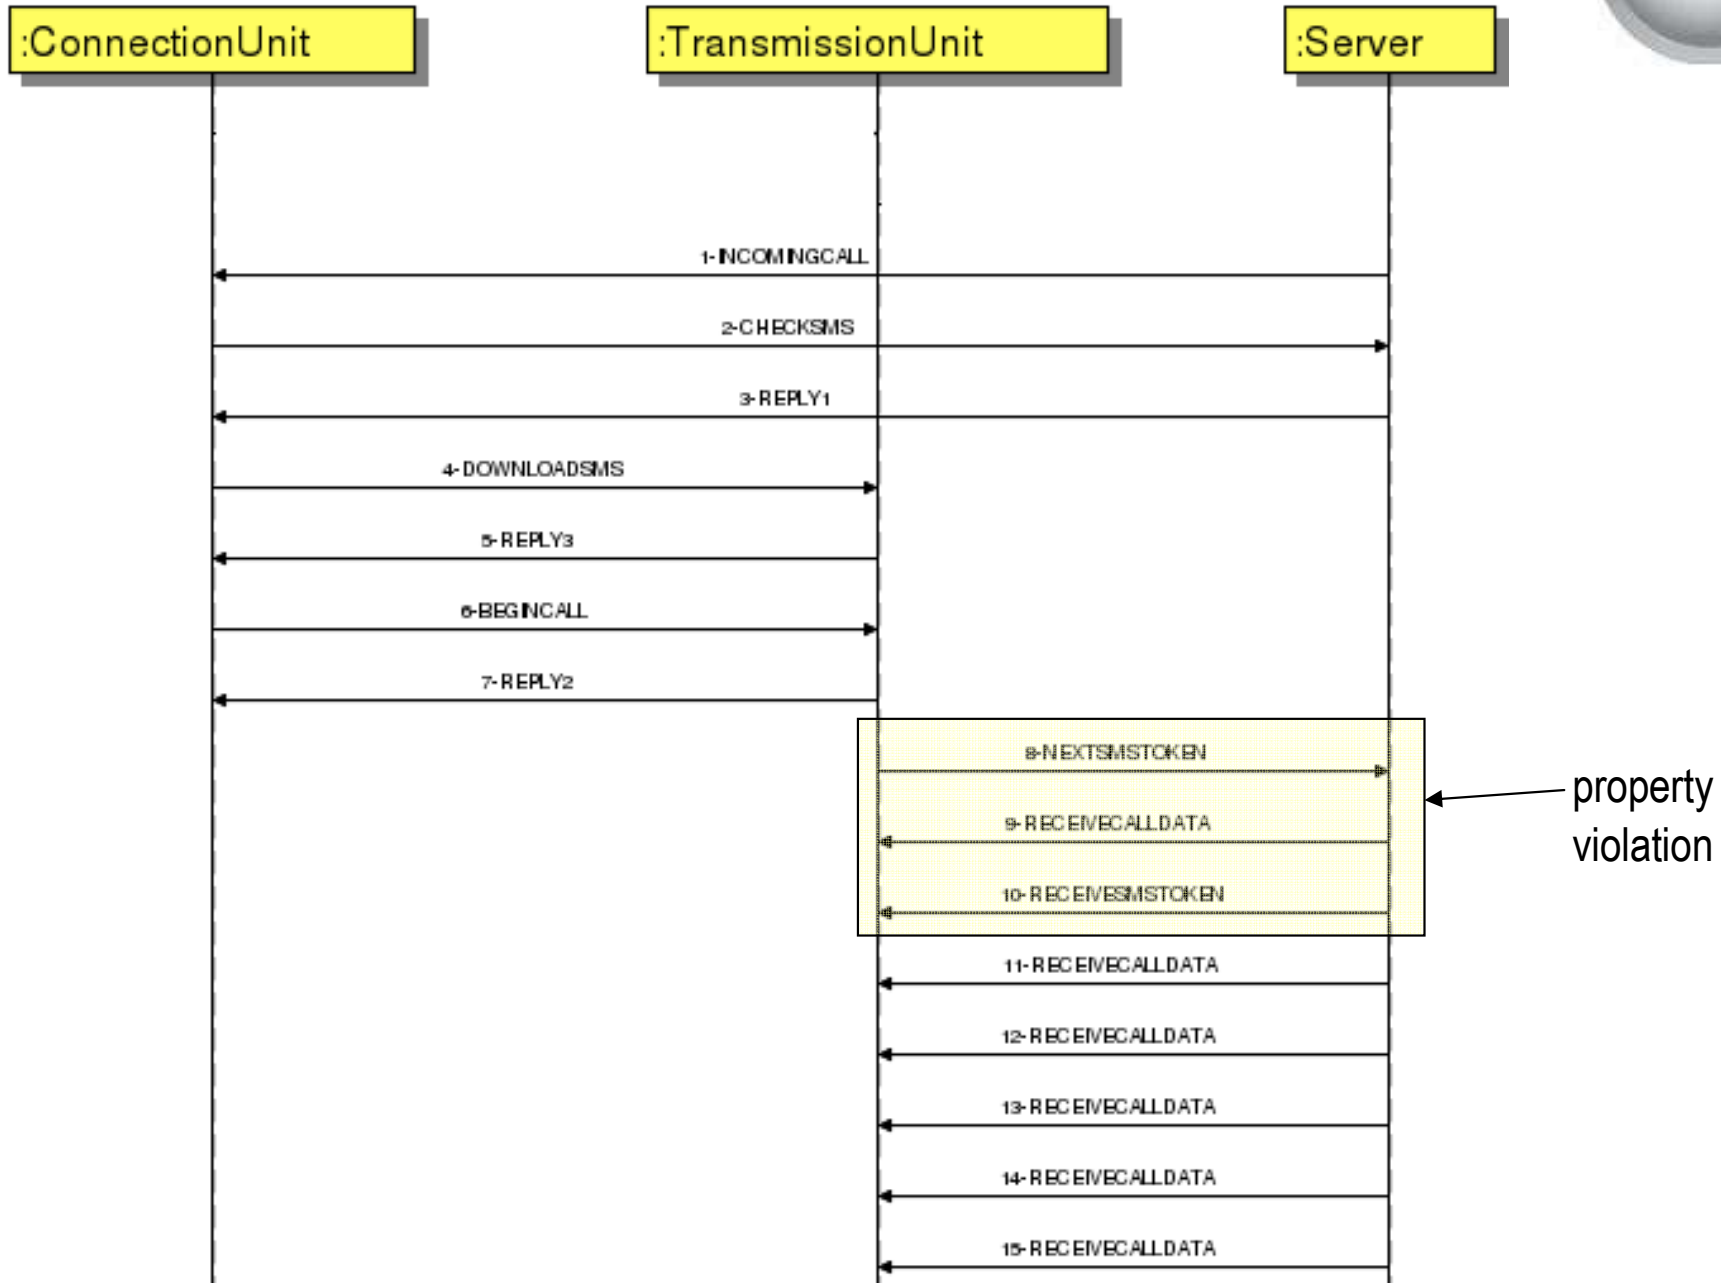 :ConnectionUnit
:TransmissionUnit
:Server
1-INCOMINGCALL
2-CHECKSMS
3-REPLY1
4-DOWNLOADSMS
5-REPLY3
6-BEGINCALL
7-REPLY2
8-NEXTSMSTOKEN
9-RECEIVECALLDATA
10-RECEIVESMSTOKEN
property
violation
11-RECEIVECALLDATA
12-RECEIVECALLDATA
13-RECEIVECALLDATA
14-RECEIVECALLDATA
15-RECEIVECALLDATA